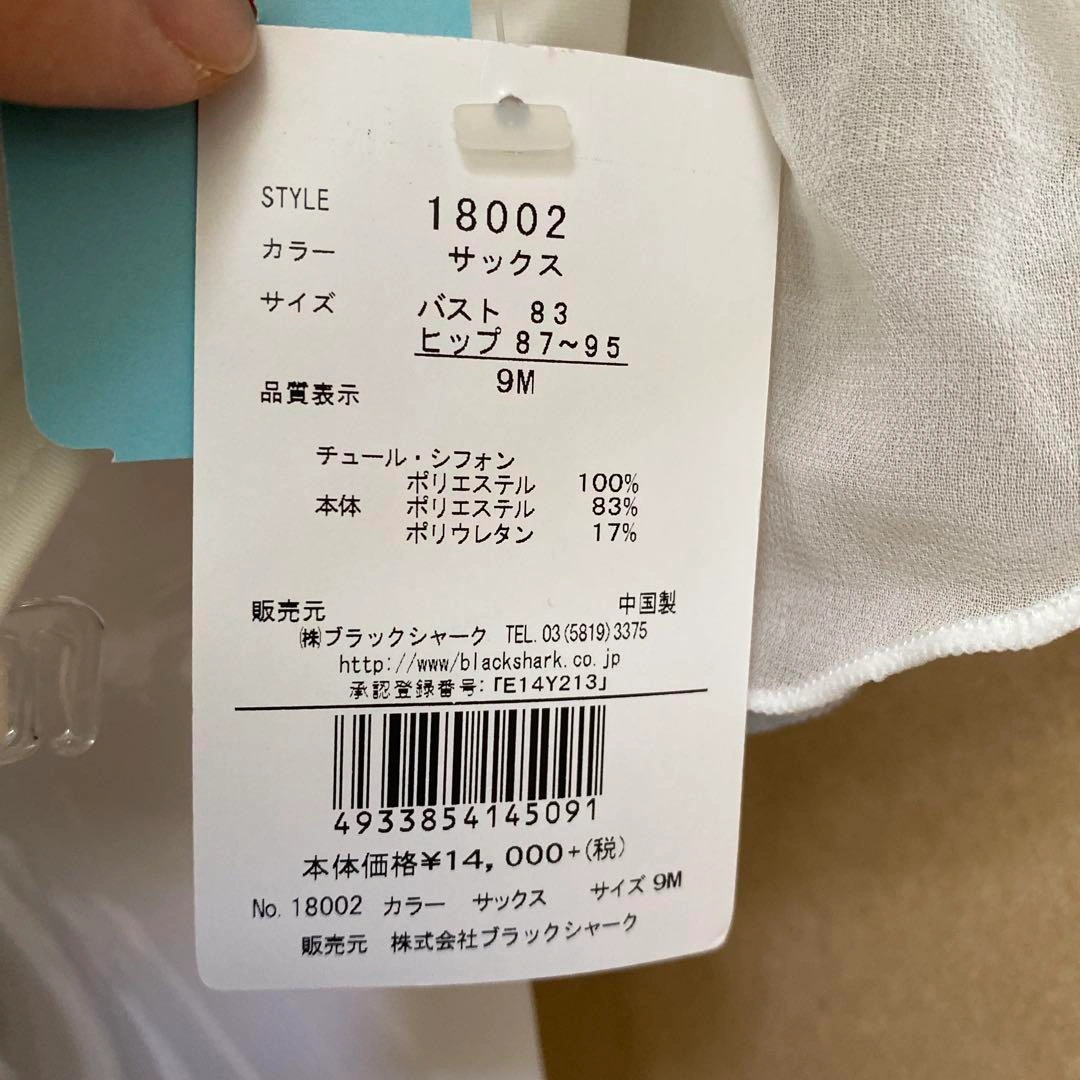 STYLE 18002
カラー サックス
サイズ バスト 83
ヒップ 87~95
9M
品質表示
チュール・シフォン
ポリエステル 100%
本体 ポリエステル 83%
ポリウレタン 17%
販売元 中国製
㈱ブラックシャーク TEL.03(5819)3375
http://www/blackshark.co.jp
承認登録番号:「E14Y213」
4933854145091
本体価格¥14,000+(税)
No. 18002 カラー サックス サイズ 9M
販売元 株式会社ブラックシャーク